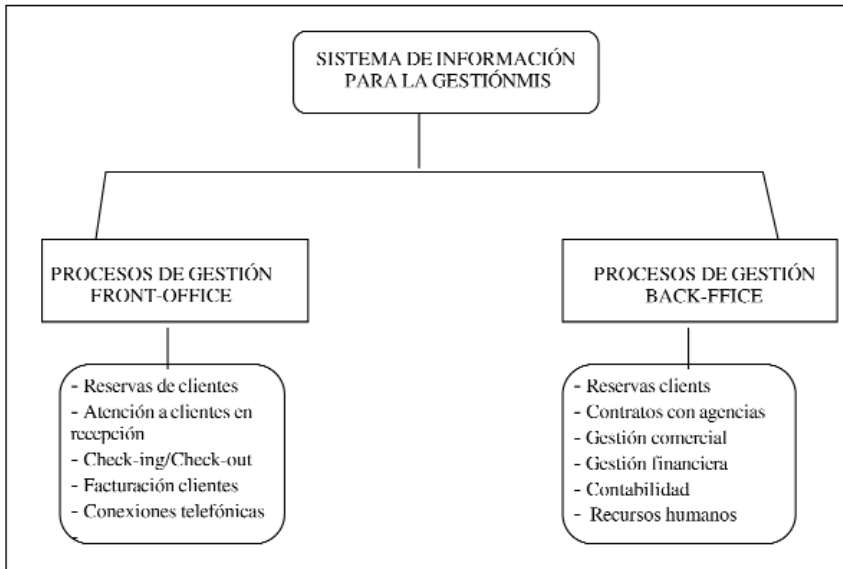 SISTEMA DE INFORMACIÓN
PARA LA GESTIÓNMIS
PROCESOS DE GESTIÓN
FRONT-OFFICE
- Reservas de clientes
- Atención a clientes en
recepción
- Check-ing/Check-out
- Facturación clientes
- Conexiones telefónicas
-
PROCESOS DE GESTIÓN
BACK-FFICE
- Reservas clients
- Contratos con agencias
- Gestión comercial
- Gestión financiera
- Contabilidad
- Recursos humanos